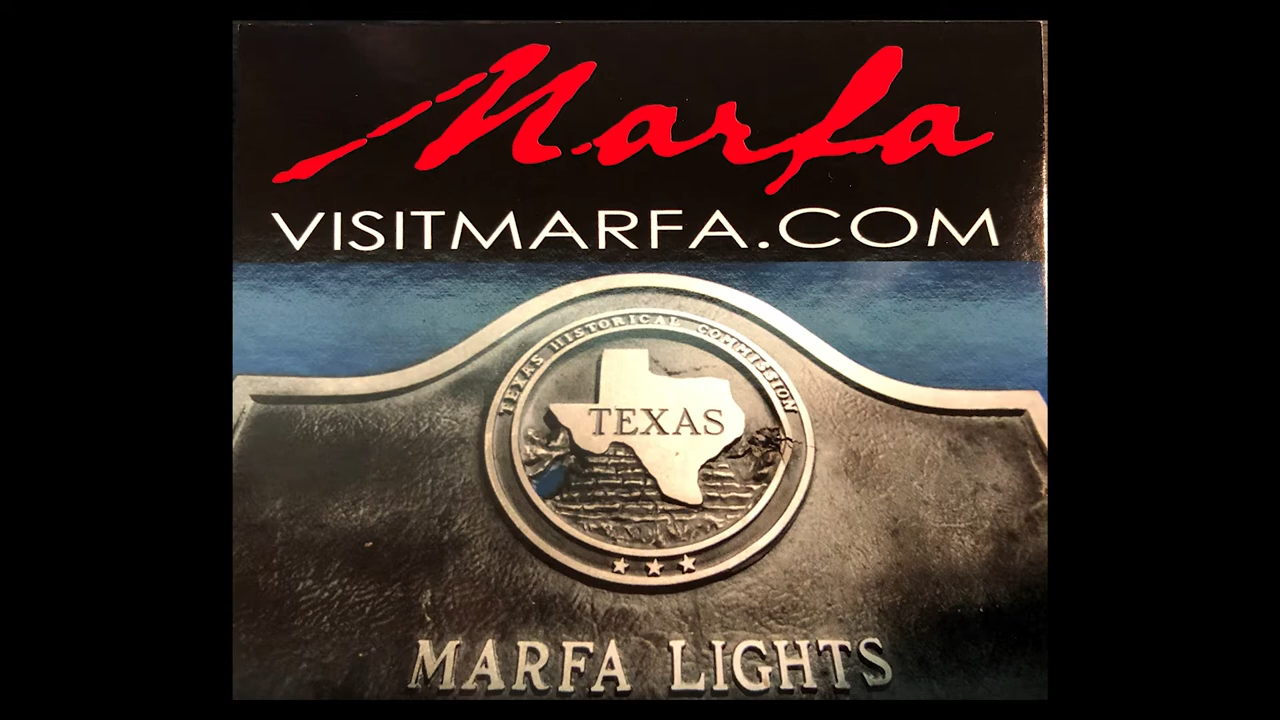 Marfa
VISITMARFA.COM
TEXAS HISTORICAL COMMISSION
TEXAS
MARFA LIGHTS